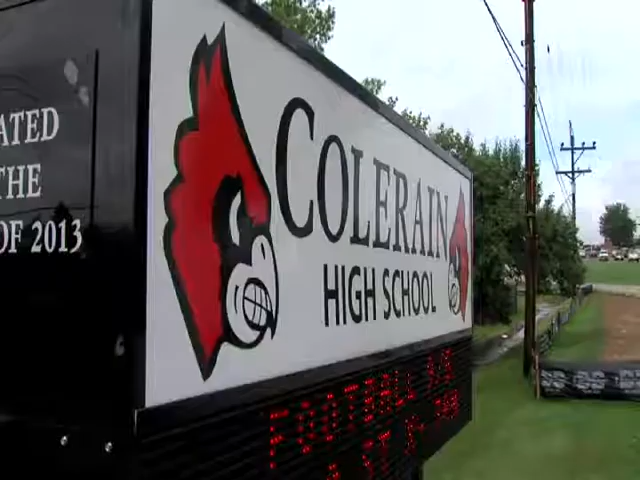 ATED
THE
OF 2013
COLERAIN
HIGH SCHOOL
FOOTBALL